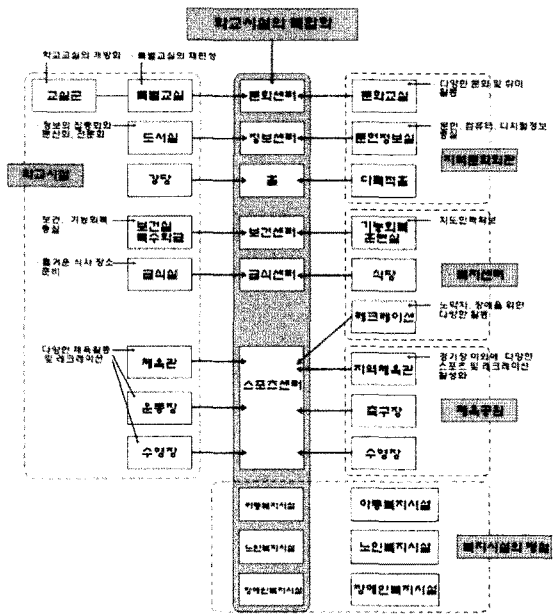 학교시설의 복합화
학교교실의 개방화
특별교실의 재편성
교실군
특별교실
문화센터
문화교실
다양한 문화 및 취미
활동
정보의 집중화와
분산화, 전문화
도서실
정보센터
문헌정보실
문헌, 컴퓨터, 디지털정보
충실
학교시설
강당
홀
다목적홀
지역문화회관
보건, 기능회복
충실
보건실
특수학급
보건센터
기능회복
훈련실
지도인력확보
즐거운 식사 장소
준비
급식실
급식센터
식당
복지센터
레크레이션
노약자, 장애를 위한
다양한 활동
다양한 체육활동
및 레크레이션
체육관
스포츠센터
지역체육관
경기장 이외에 다양한
스포츠 및 레크레이션
활성화
운동장
축구장
체육공원
수영장
수영장
아동복지시설
아동복지시설
노인복지시설
노인복지시설
복지시설의
장애인복지시설
장애인복지시설